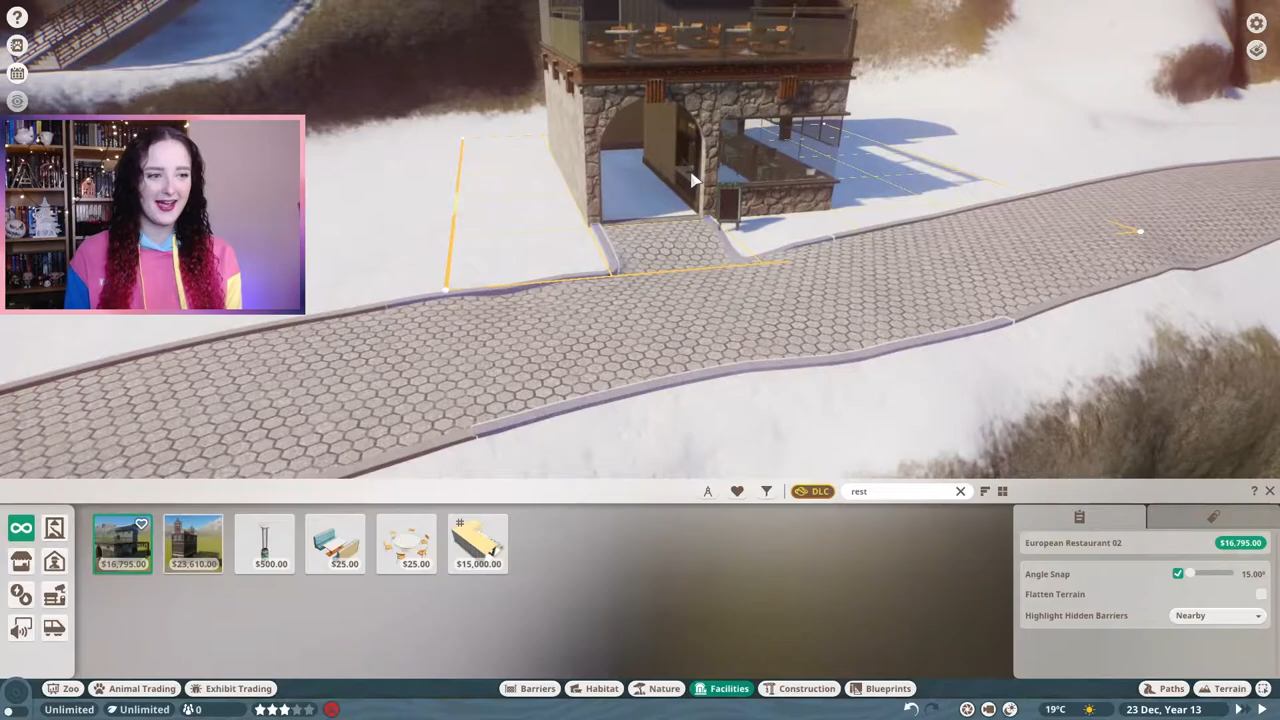 DLC
rest
$16,795.00
$23,610.00
$500.00
$25.00
$25.00
$15,000.00
European Restaurant 02
$16,795.00
Angle Snap
15.00°
Flatten Terrain
Highlight Hidden Barriers
Nearby
Zoo
Animal Trading
Exhibit Trading
Barriers
Habitat
Nature
Facilities
Construction
Blueprints
Paths
Terrain
Unlimited
Unlimited
0
19°C
23 Dec, Year 13